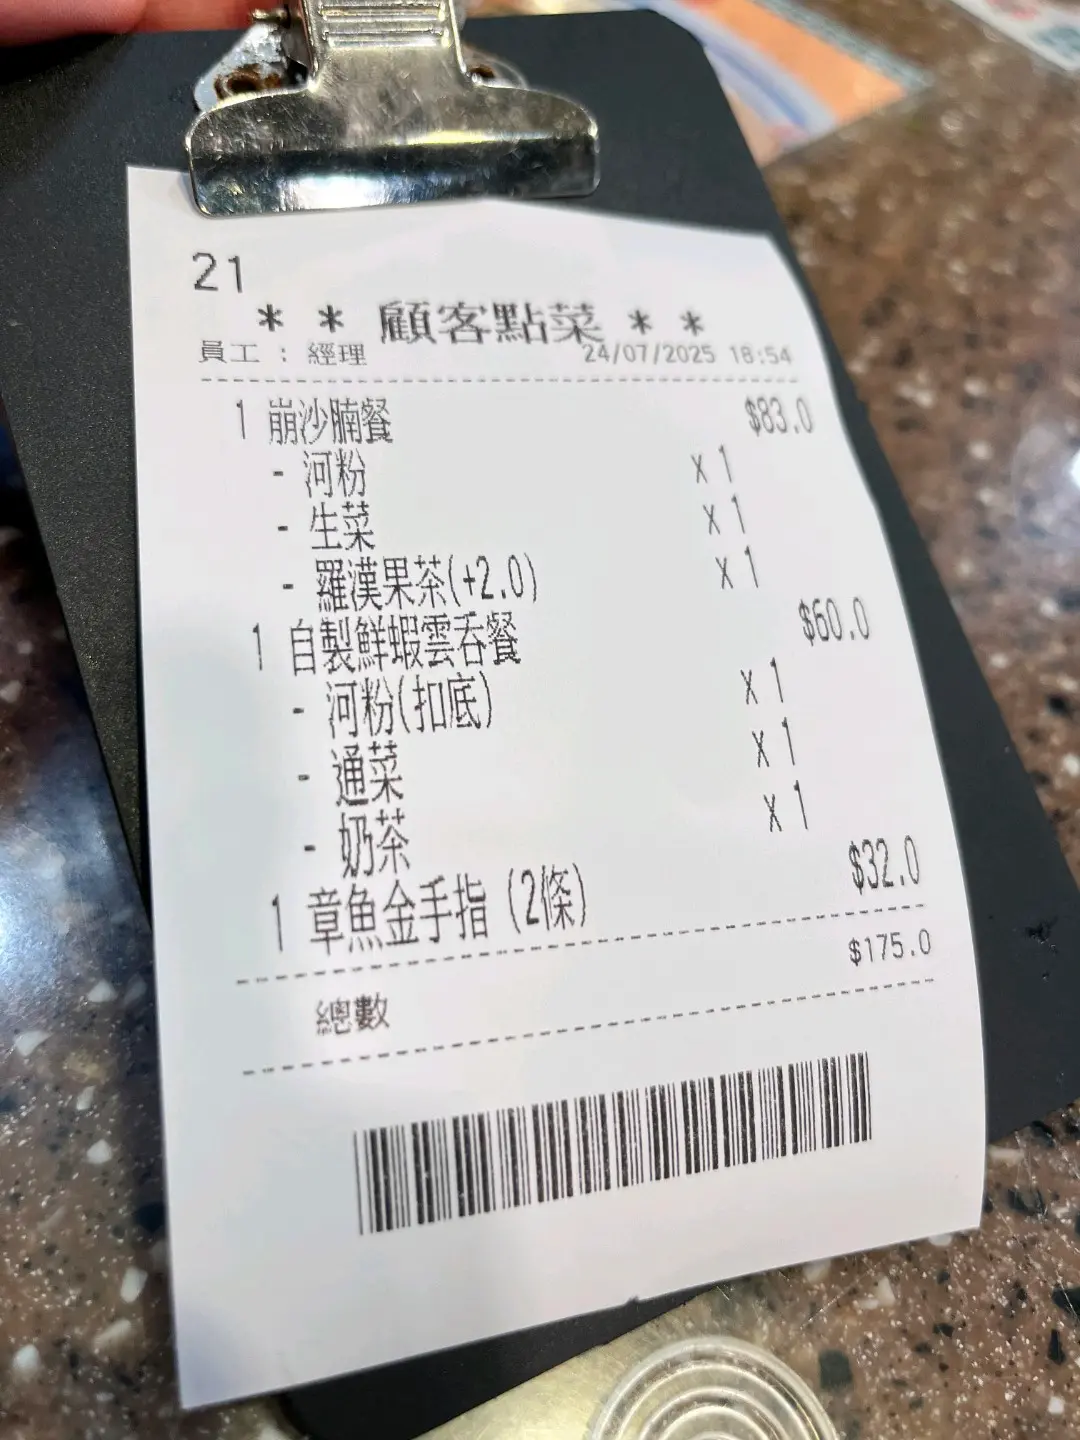 21
* * 顧客點菜 * *
員工 : 經理 24/07/2025 18:54
1 崩沙腩餐 $83.0
- 河粉 x 1
- 生菜 x 1
- 羅漢果茶(+2.0) x 1
1 自製鮮蝦雲吞餐 $60.0
- 河粉(扣底) x 1
- 通菜 x 1
- 奶茶 x 1
1 章魚金手指 (2條) $32.0
$175.0
總數